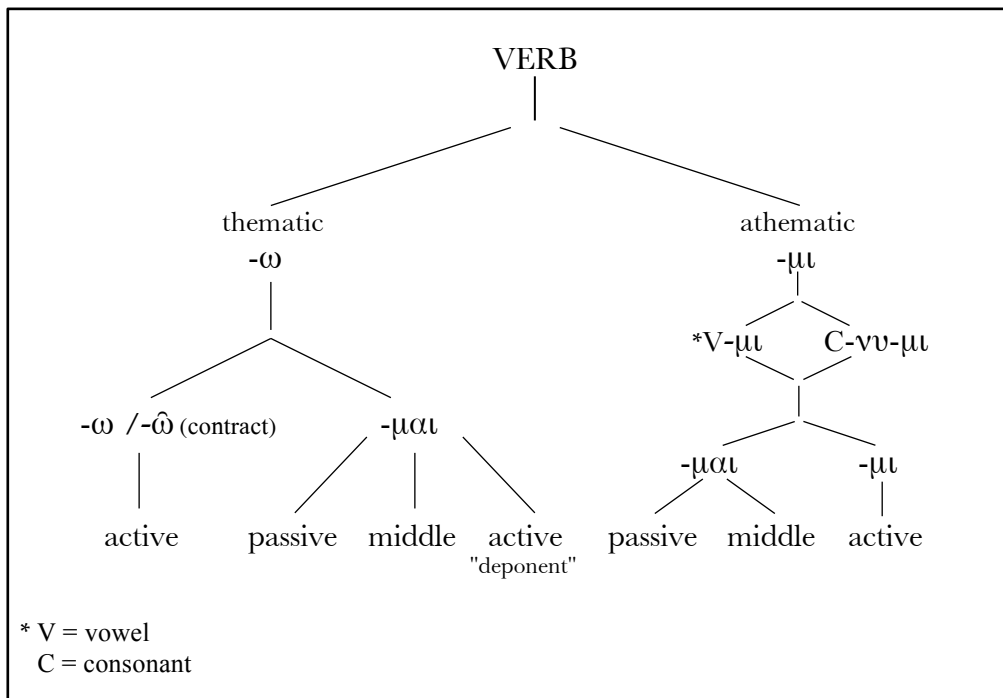 VERB
thematic athematic
-ω -μι
*V-μι C-νυ-μι
-ω /-ω̂ (contract) -μαι
-μαι -μι
active passive middle active passive middle active
"deponent"
* V = vowel
C = consonant